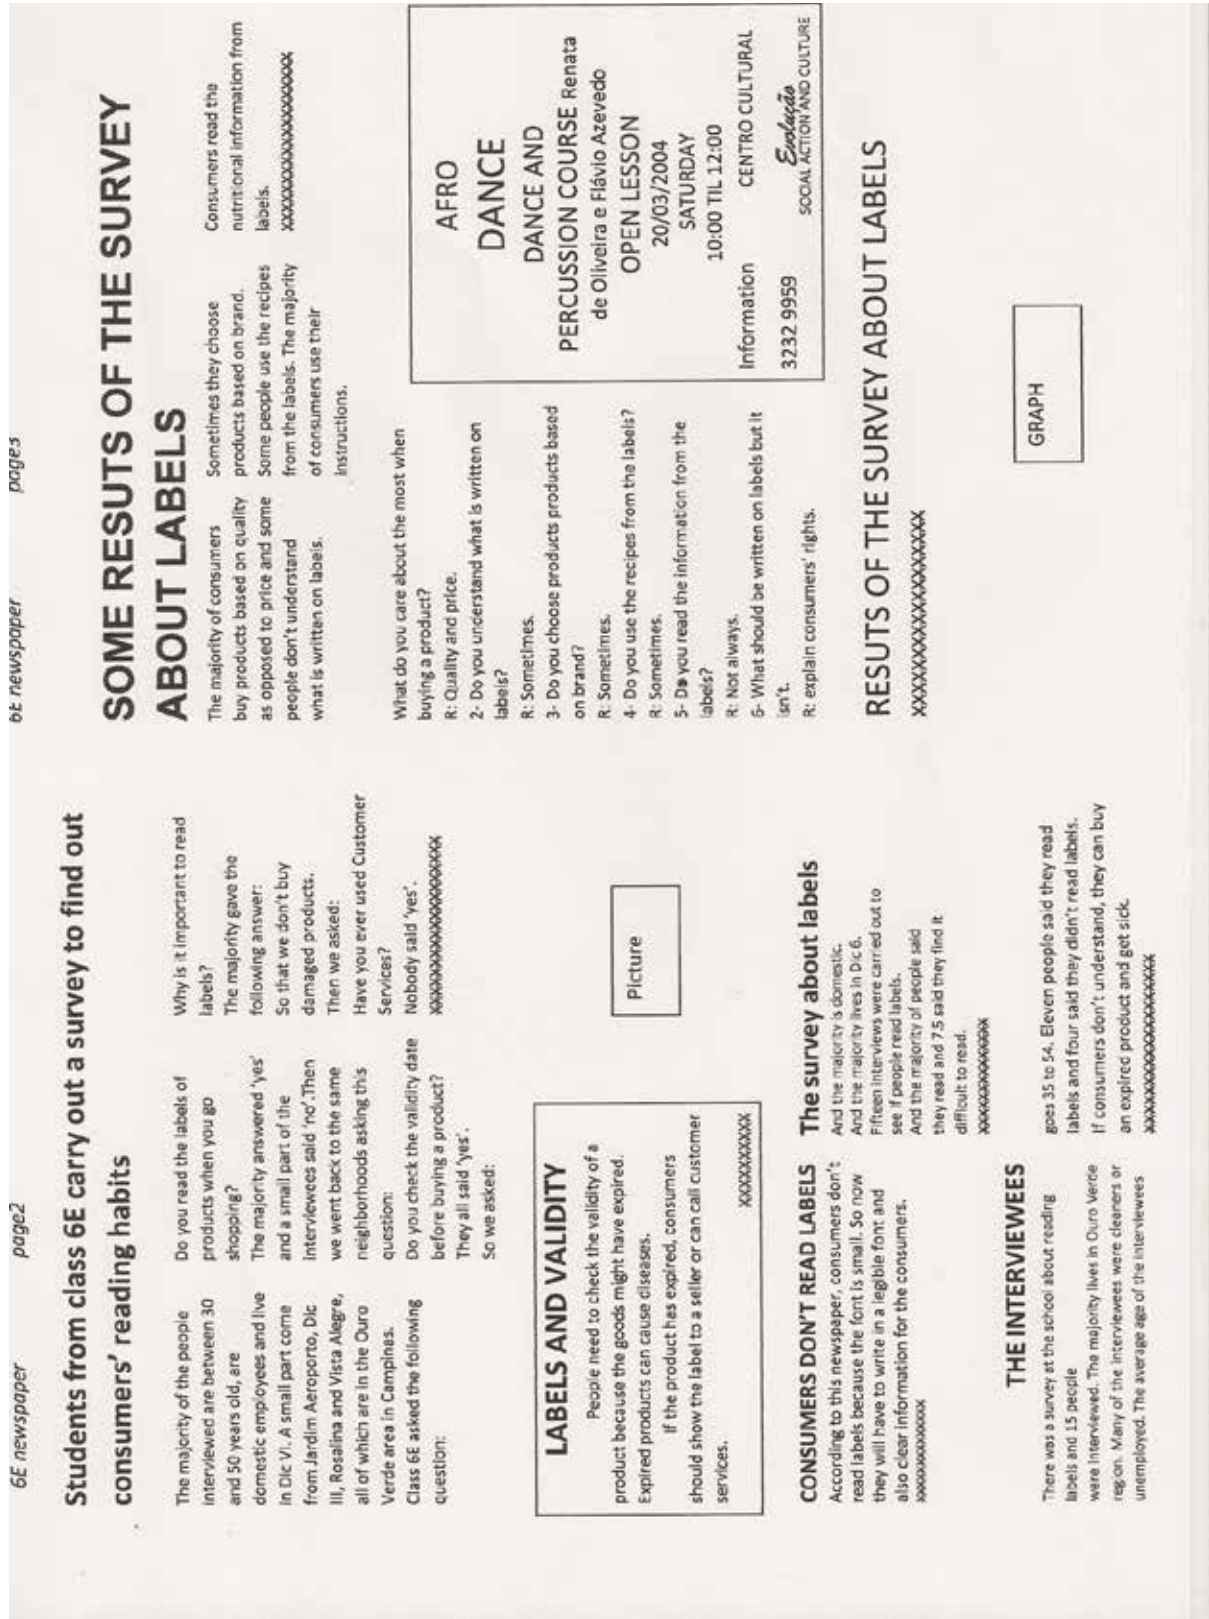 6E newspaper page2
Students from class 6E carry out a survey to find out
consumers' reading habits
The majority of the people
interviewed are between 30
and 50 years old, are
domestic employees and live
in Dic VI. A small part come
from Jardim Aeroporto, Dic
III, Rosalina and Vista Alegre,
all of which are in the Ouro
Verde area in Campinas.
Class 6E asked the following
question:
Do you read the labels of
products when you go
shopping?
The majority answered 'yes'
and a small part of the
interviewees said 'no'.Then
we went back to the same
neighborhoods asking this
question:
Do you check the validity date
before buying a product?
They all said 'yes'.
So we asked:
Why is it important to read
labels?
The majority gave the
following answer:
So that we don't buy
damaged products.
Then we asked:
Have you ever used Customer
Services?
Nobody said 'yes'.
LABELS AND VALIDITY
People need to check the validity of a
product because the goods might have expired.
Expired products can cause diseases.
If the product has expired, consumers
should show the label to a seller or can call customer
services.
XXXXXXXXXXX
Picture
CONSUMERS DON'T READ LABELS
According to this newspaper, consumers don't
read labels because the font is small. So now
they will have to write in a legible font and
also clear information for the consumers.
The survey about labels
And the majority is domestic.
And the majority lives in Dic 6.
Fifteen interviews were carried out to
see if people read labels.
And the majority of people said
they read and 7.5 said they find it
difficult to read.
THE INTERVIEWEES
There was a survey at the school about reading
labels and 15 people
were interviewed. The majority lives in Ouro Verde
region. Many of the interviewees were cleaners or
unemployed. The average age of the interviewees
goes 35 to 54. Eleven people said they read
labels and four said they didn't read labels.
If consumers don't understand, they can buy
an expired product and get sick.
6E newspaper page3
SOME RESUTS OF THE SURVEY
ABOUT LABELS
The majority of consumers
buy products based on quality
as opposed to price and some
people don't understand
what is written on labels.
Sometimes they choose
products based on brand.
Some people use the recipes
from the labels. The majority
of consumers use their
instructions.
Consumers read the
nutritional information from
labels.
What do you care about the most when
buying a product?
R: Quality and price.
2- Do you understand what is written on
labels?
R: Sometimes.
3- Do you choose products products based
on brand?
R: Sometimes.
4- Do you use the recipes from the labels?
R: Sometimes.
5- Do you read the information from the
labels?
R: Not always.
6- What should be written on labels but it
isn't.
R: explain consumers' rights.
AFRO
DANCE
DANCE AND
PERCUSSION COURSE Renata
de Oliveira e Flávio Azevedo
OPEN LESSON
20/03/2004
SATURDAY
10:00 TIL 12:00
Information CENTRO CULTURAL
3232 9959 Evolução
SOCIAL ACTION AND CULTURE
RESUTS OF THE SURVEY ABOUT LABELS
GRAPH